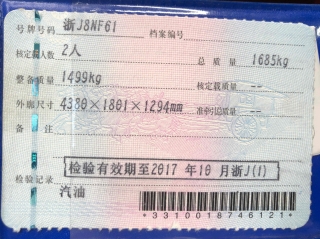 号牌号码 浙J8NF61 档案编号
核定载人数 2人 总质量 1685kg
整备质量 1499kg 核定载质量 --
外廓尺寸 4380×1801×1294mm 准牵引总质量 --
备注
检验有效期至2017年10月浙J(1)
检验记录
汽油
*3310018746121*